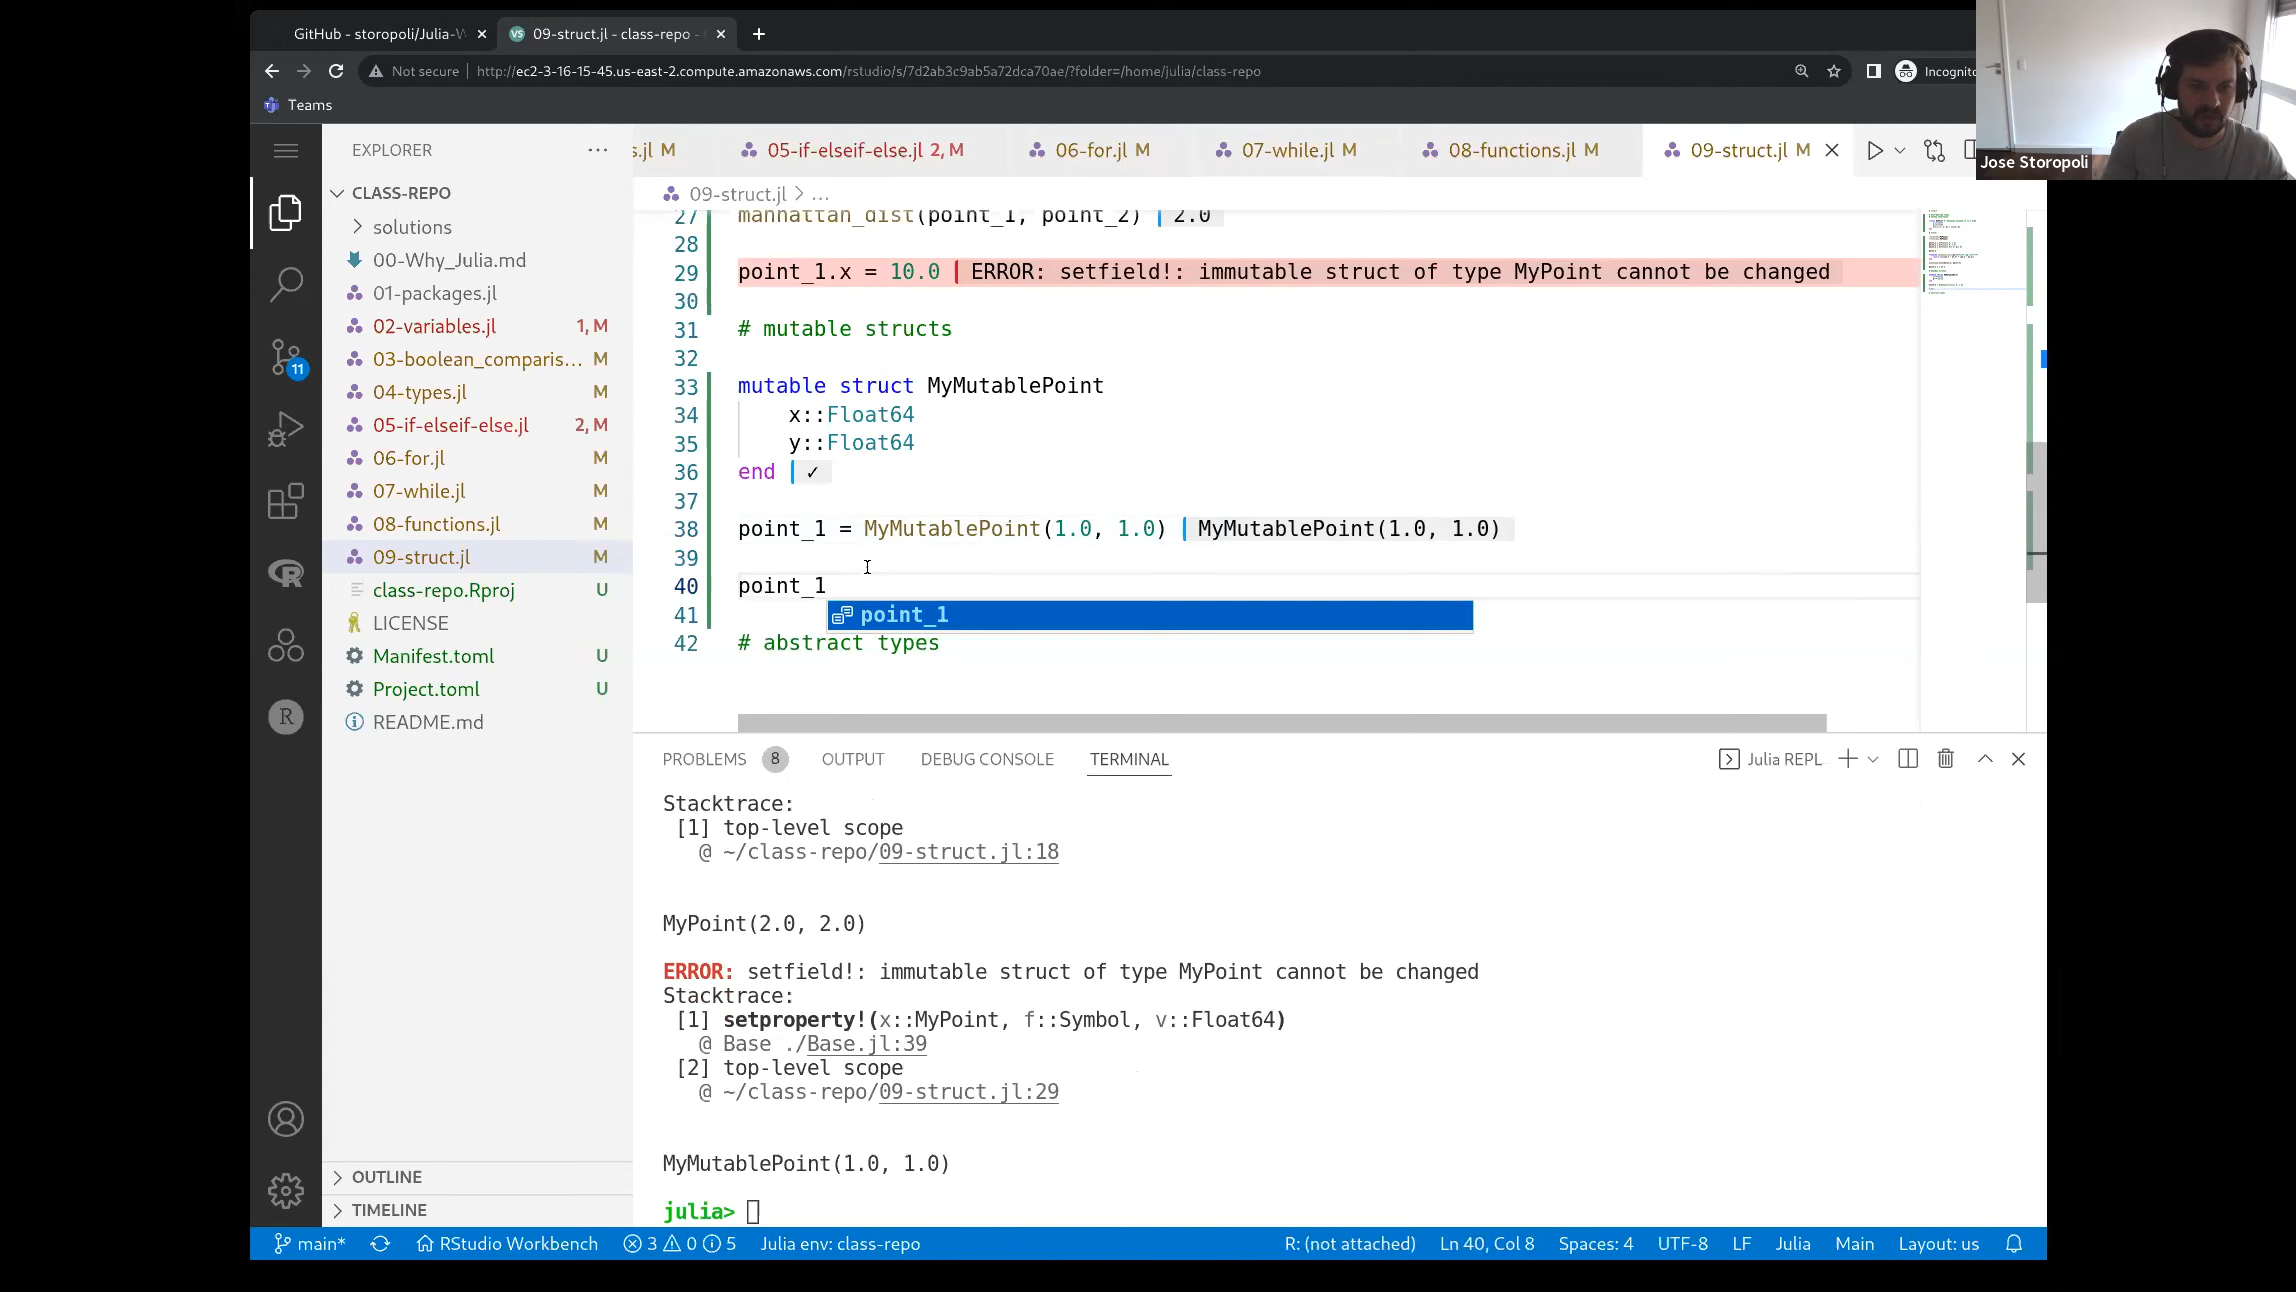 GitHub - storopoli/Julia-W
09-struct.jl - class-repo -
Not secure
http://ec2-3-16-15-45.us-east-2.compute.amazonaws.com/rstudio/s/7d2ab3c9ab5a72dca70ae/?folder=/home/julia/class-repo
Incognito
Teams
Jose Storopoli
EXPLORER
CLASS-REPO
solutions
00-Why_Julia.md
01-packages.jl
02-variables.jl 1, M
03-boolean_comparis... M
04-types.jl M
05-if-elseif-else.jl 2, M
06-for.jl M
07-while.jl M
08-functions.jl M
09-struct.jl M
class-repo.Rproj U
LICENSE
Manifest.toml U
Project.toml U
README.md
OUTLINE
TIMELINE
11
R
s.jl M
05-if-elseif-else.jl 2, M
06-for.jl M
07-while.jl M
08-functions.jl M
09-struct.jl M
09-struct.jl > ...
27 manhattan_dist(point_1, point_2) 2.0
28
29 point_1.x = 10.0 ERROR: setfield!: immutable struct of type MyPoint cannot be changed
30
31 # mutable structs
32
33 mutable struct MyMutablePoint
34 x::Float64
35 y::Float64
36 end ✓
37
38 point_1 = MyMutablePoint(1.0, 1.0) MyMutablePoint(1.0, 1.0)
39
40 point_1
41 point_1
42 # abstract types
PROBLEMS 8 OUTPUT DEBUG CONSOLE TERMINAL
Julia REPL
Stacktrace:
[1] top-level scope
@ ~/class-repo/09-struct.jl:18
MyPoint(2.0, 2.0)
ERROR: setfield!: immutable struct of type MyPoint cannot be changed
Stacktrace:
[1] setproperty!(x::MyPoint, f::Symbol, v::Float64)
@ Base ./Base.jl:39
[2] top-level scope
@ ~/class-repo/09-struct.jl:29
MyMutablePoint(1.0, 1.0)
julia>
main* RStudio Workbench 3 0 5 Julia env: class-repo R: (not attached) Ln 40, Col 8 Spaces: 4 UTF-8 LF Julia Main Layout: us